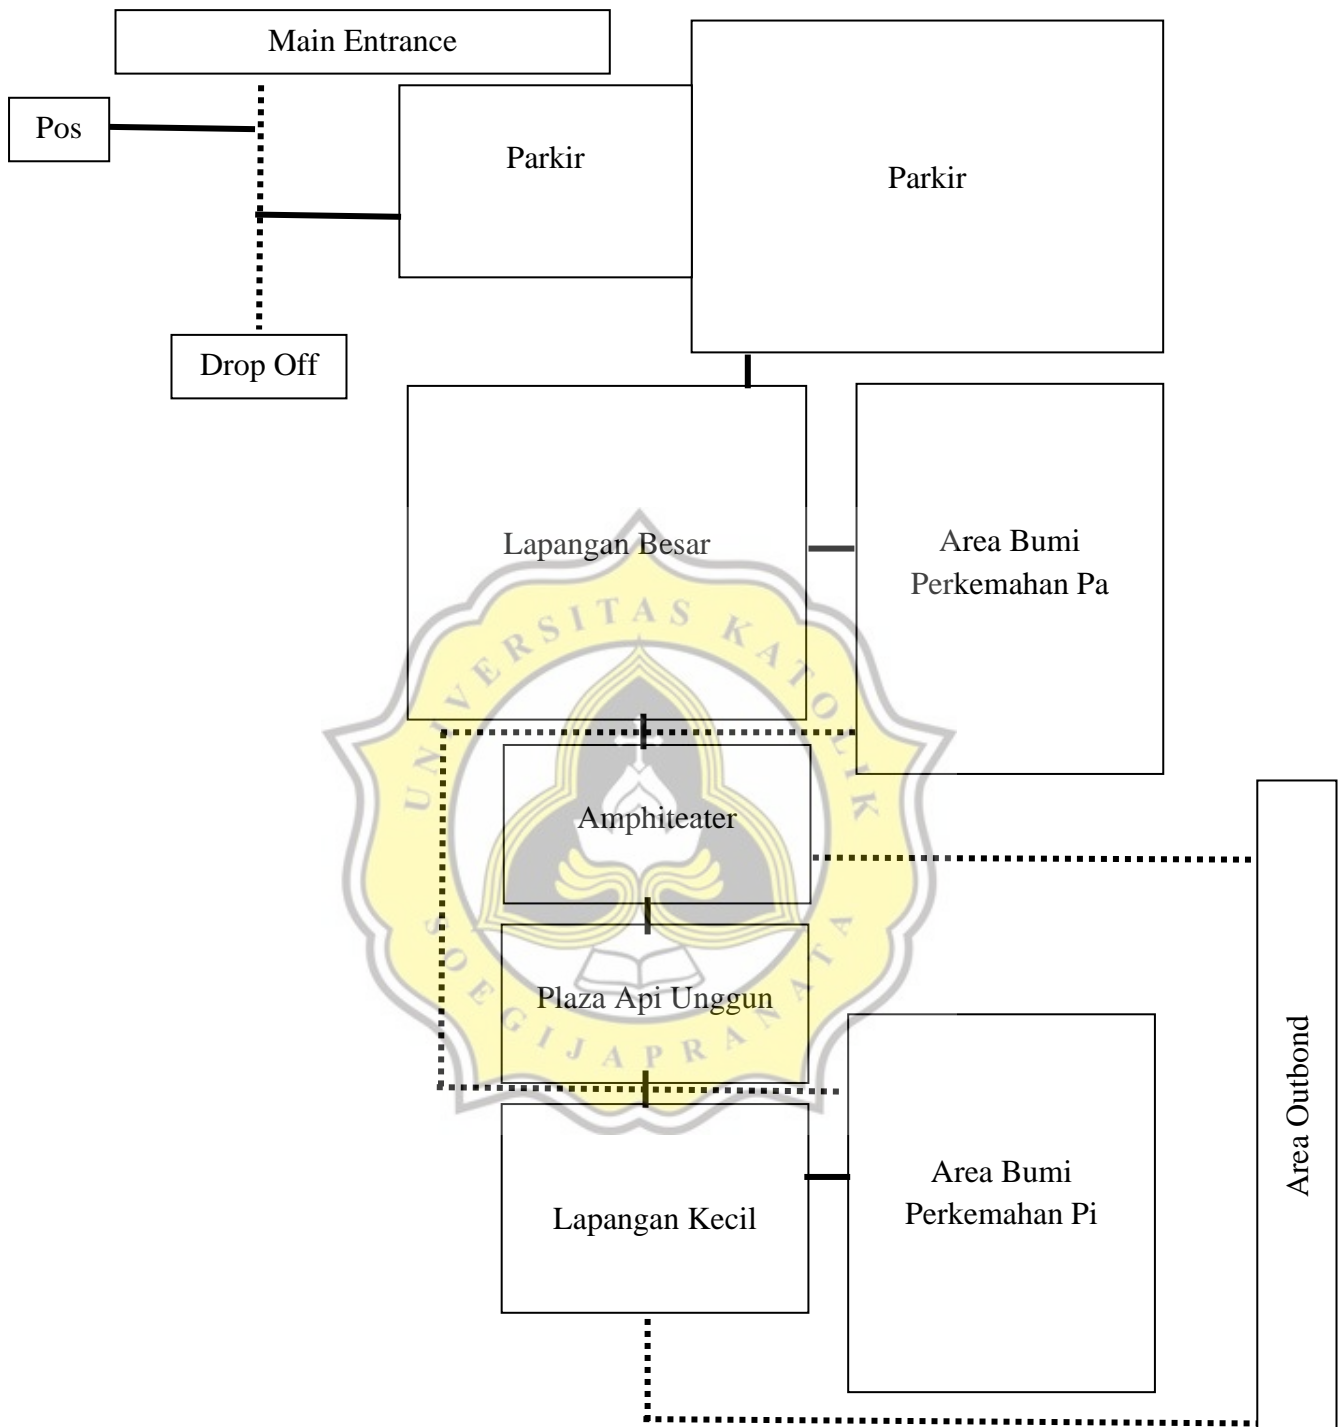 Main Entrance
Pos
Parkir
Parkir
Drop Off
Lapangan Besar
Area Bumi
Perkemahan Pa
UNIVERSITAS KATOLIK
Amphiteater
SOEGIJAPRANATA
Plaza Api Unggun
Area Outbond
Area Bumi
Perkemahan Pi
Lapangan Kecil